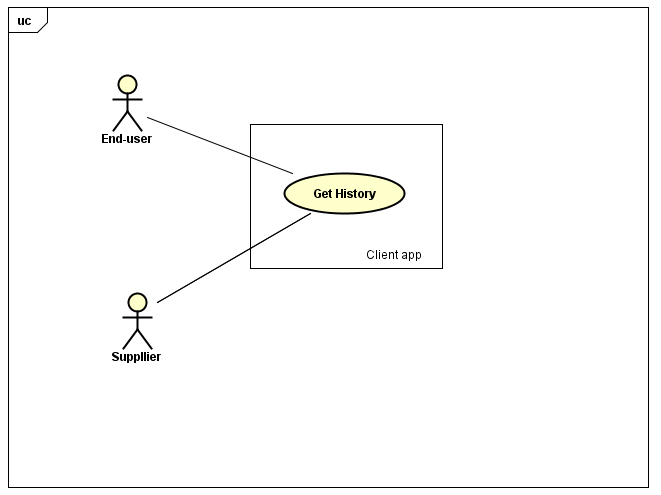 uc
End-user
Get History
Client app
Suppllier